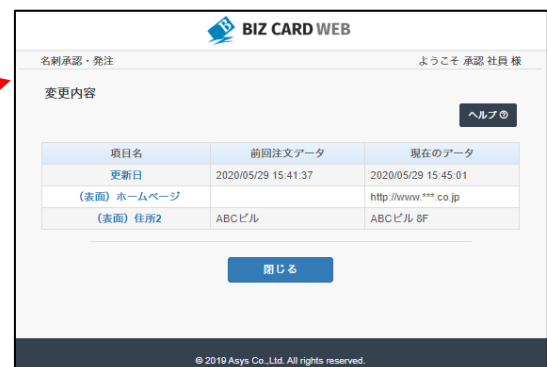 BIZ CARD WEB
名刺承認・発注 ようこそ 承認 社員 様
変更内容
ヘルプ
項目名 前回注文データ 現在のデータ
更新日 2020/05/29 15:41:37 2020/05/29 15:45:01
(表面) ホームページ http://www.***.co.jp
(表面) 住所2 ABCビル ABCビル 8F
閉じる
© 2019 Asys Co.,Ltd. All rights reserved.